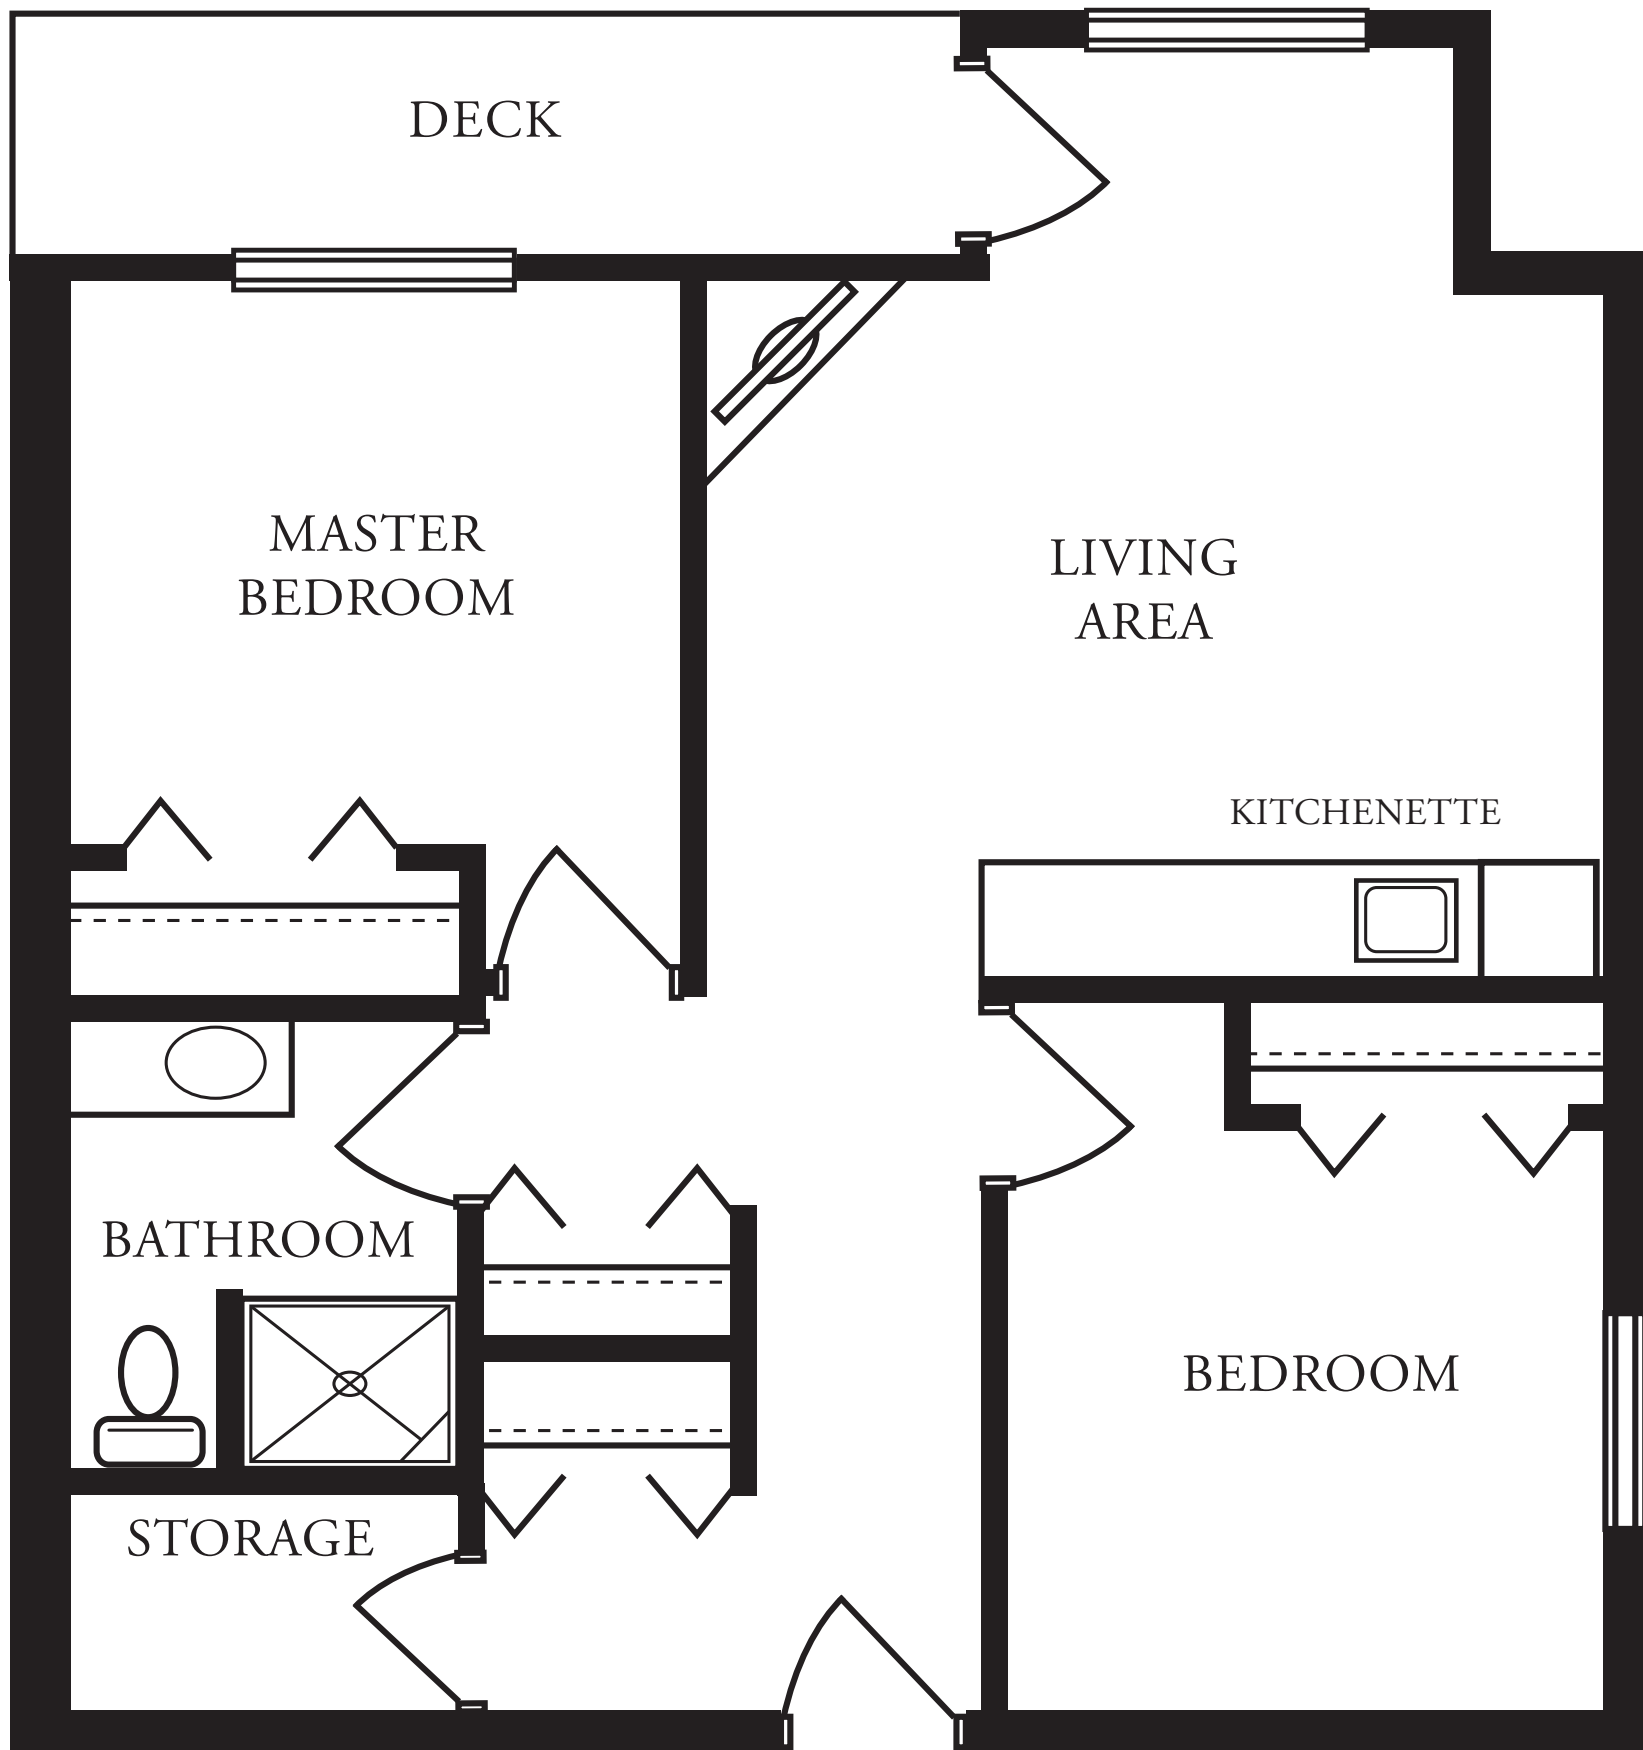 DECK
MASTER
BEDROOM
LIVING
AREA
KITCHENETTE
BATHROOM
BEDROOM
STORAGE